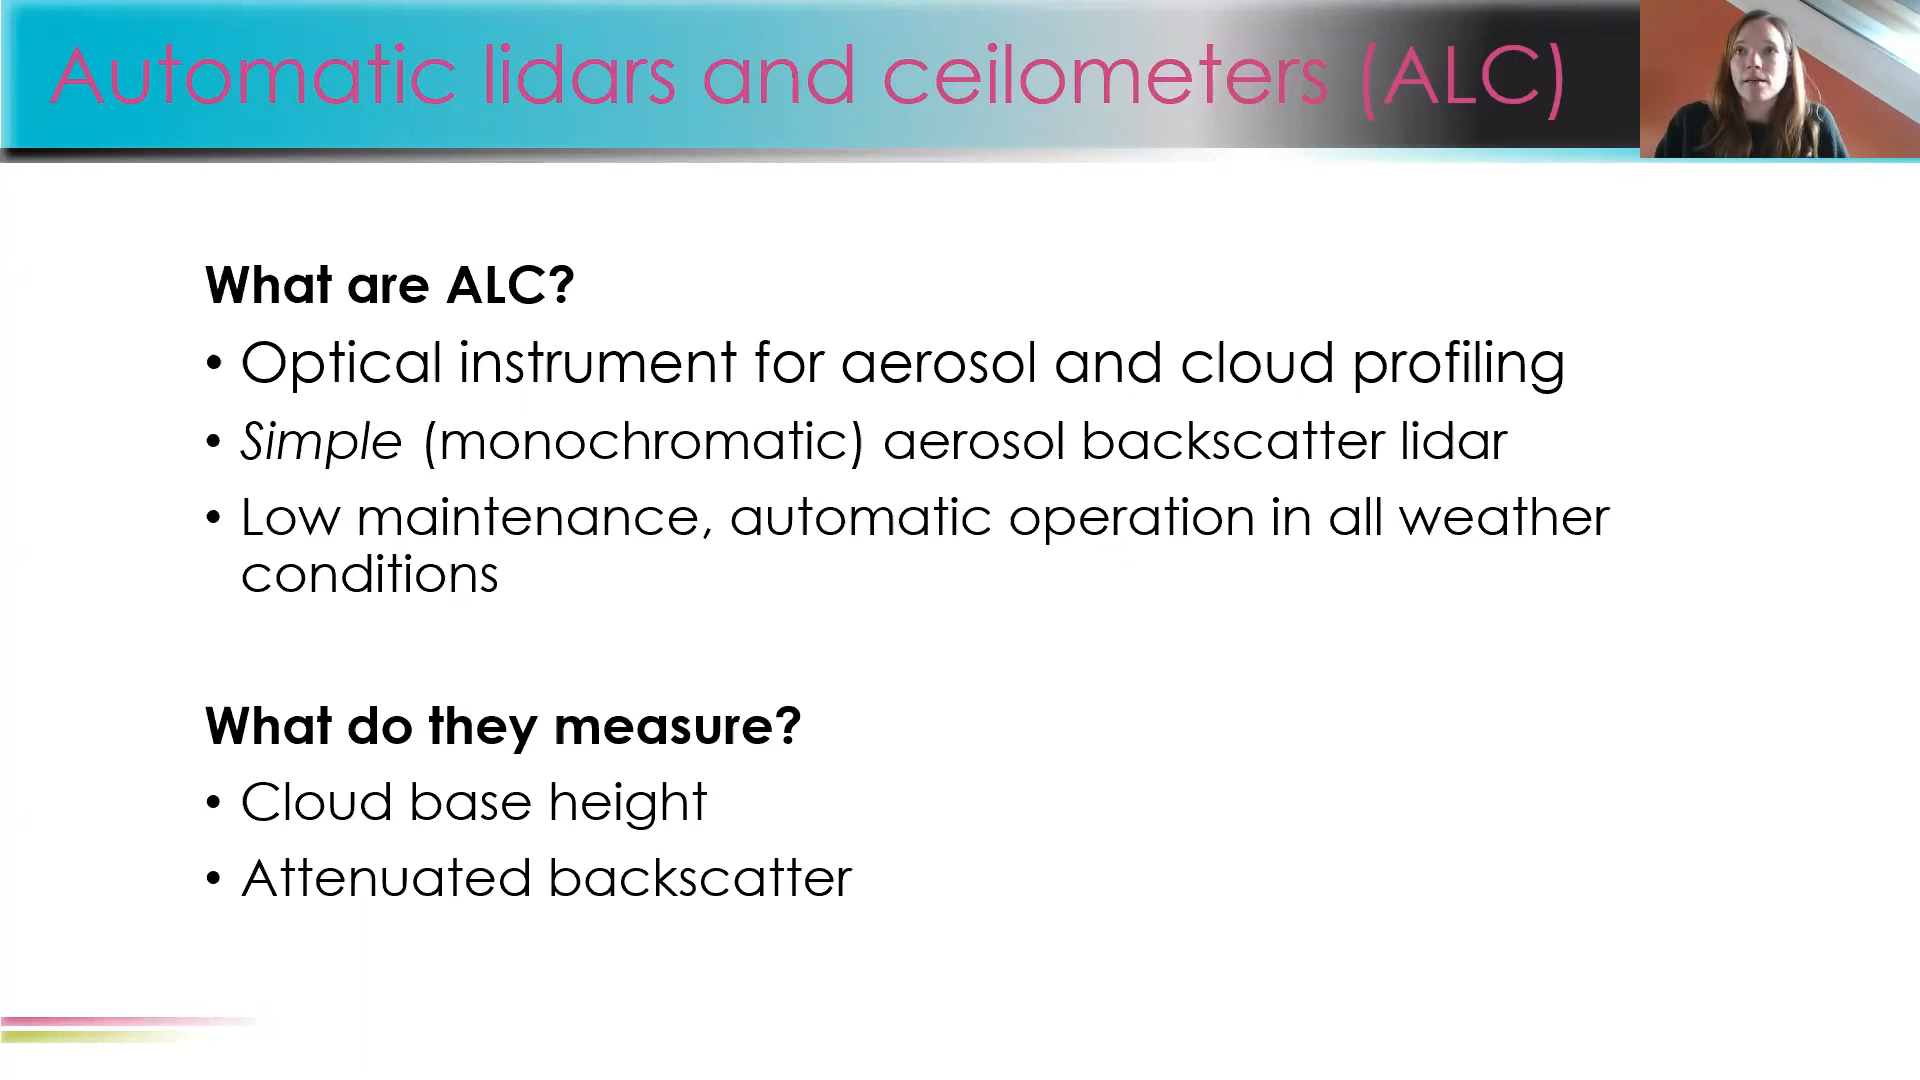 Automatic lidars and ceilometers (ALC)
What are ALC?
• Optical instrument for aerosol and cloud profiling
• Simple (monochromatic) aerosol backscatter lidar
• Low maintenance, automatic operation in all weather
conditions
What do they measure?
• Cloud base height
• Attenuated backscatter